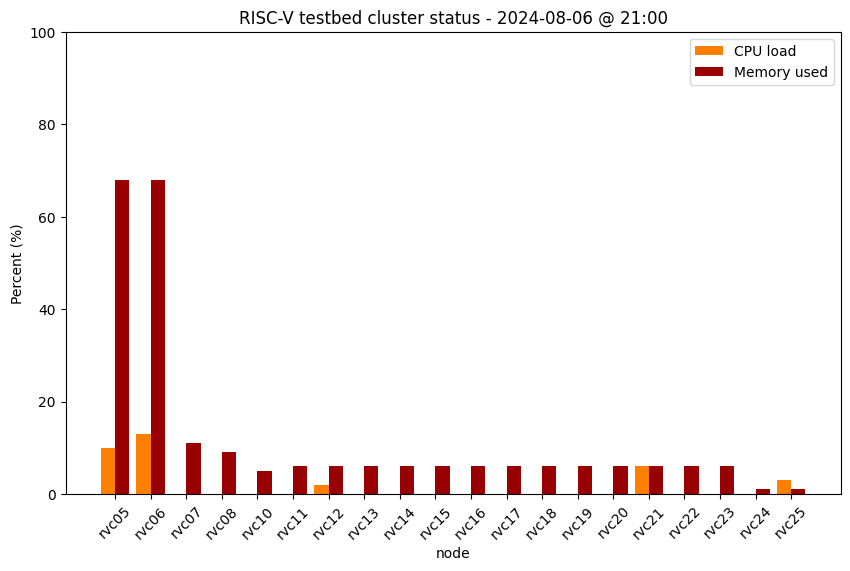 RISC-V testbed cluster status - 2024-08-06 @ 21:00
CPU load
Memory used
Percent (%)
100
80
60
40
20
0
rvc05 rvc06 rvc07 rvc08 rvc10 rvc11 rvc12 rvc13 rvc14 rvc15 rvc16 rvc17 rvc18 rvc19 rvc20 rvc21 rvc22 rvc23 rvc24 rvc25
node